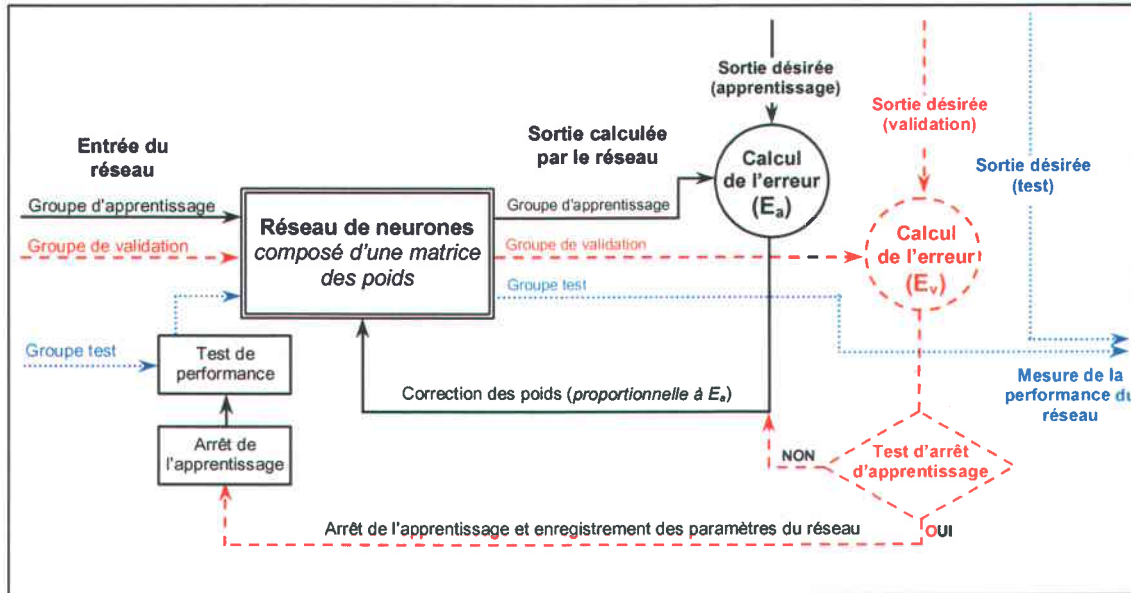 Sortie désirée
(apprentissage)
Sortie désirée
(validation)
Entrée du
réseau
Sortie calculée
par le réseau
Calcul
de l'erreur
(Ea)
Sortie désirée
(test)
Groupe d'apprentissage
Groupe d'apprentissage
Réseau de neurones
composé d'une matrice
des poids
Groupe de validation
Groupe de validation
Calcul
de l'erreur
(Ev)
Groupe test
Groupe test
Test de
performance
Mesure de la
performance du
réseau
Correction des poids (proportionnelle à Ea)
Arrêt de
l'apprentissage
NON
Test d'arrêt
d'apprentissage
Arrêt de l'apprentissage et enregistrement des paramètres du réseau
OUI